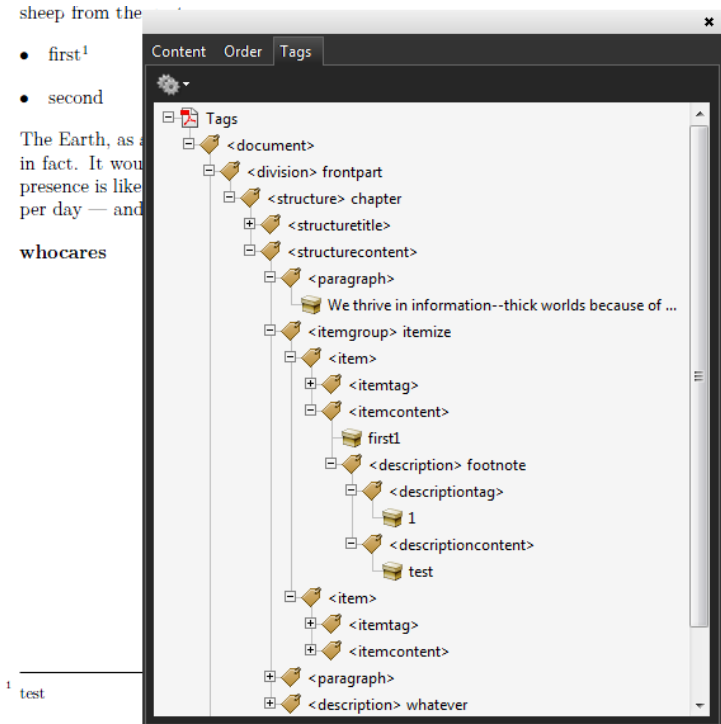 sheep from the
• first1
• second
The Earth, as
in fact. It wou
presence is like
per day — and
whocares
1 test
Content Order Tags
Tags
<document>
<division> frontpart
<structure> chapter
<structuretitle>
<structurecontent>
<paragraph>
We thrive in information--thick worlds because of ...
<itemgroup> itemize
<item>
<itemtag>
<itemcontent>
first1
<description> footnote
<descriptiontag>
1
<descriptioncontent>
test
<item>
<itemtag>
<itemcontent>
<paragraph>
<description> whatever